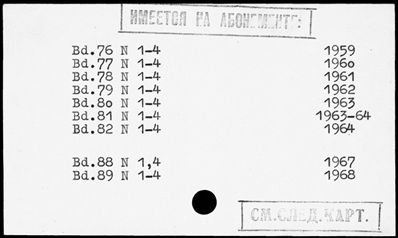 ИМЕЕТСЯ НА АБОНЕМЕНТЕ:
Bd.76 N 1-4 1959
Bd.77 N 1-4 196o
Bd.78 N 1-4 1961
Bd.79 N 1-4 1962
Bd.8o N 1-4 1963
Bd.81 N 1-4 1963-64
Bd.82 N 1-4 1964
Bd.88 N 1,4 1967
Bd.89 N 1-4 1968
СМ.СЛЕД.КАРТ.